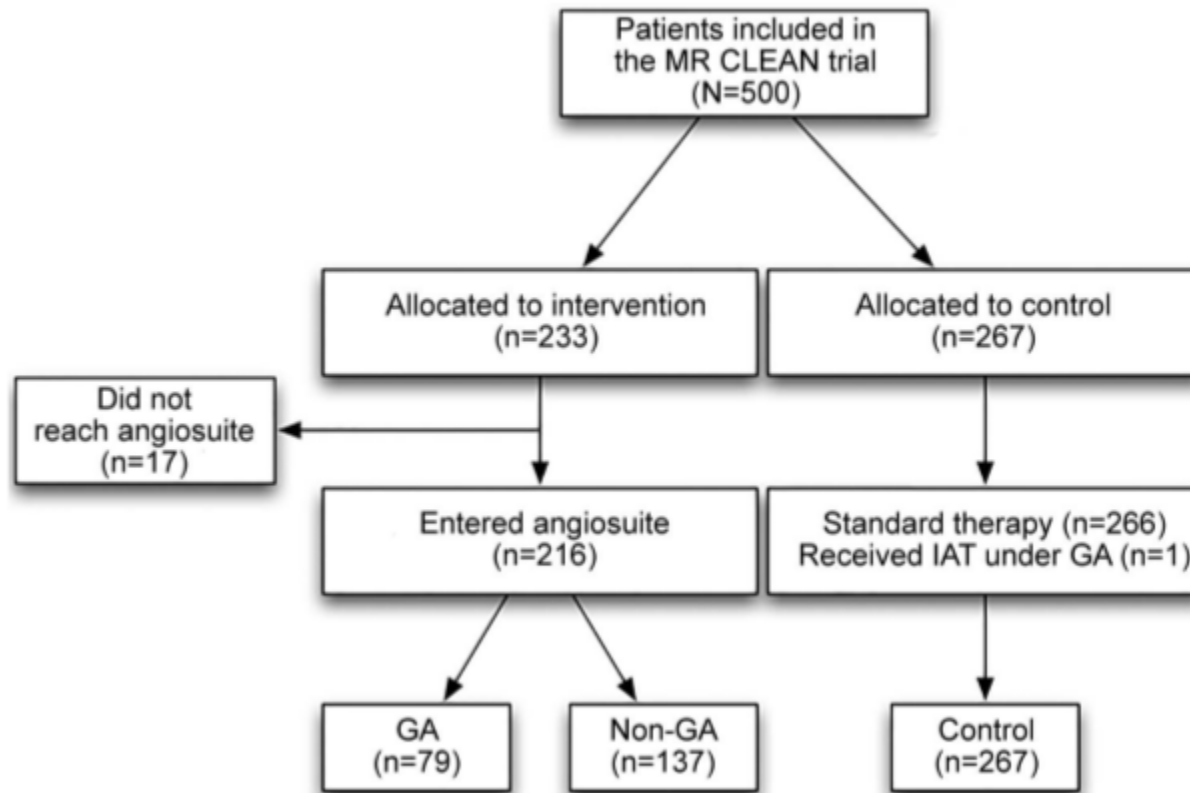 Patients included in
the MR CLEAN trial
(N=500)
Allocated to intervention
(n=233)
Allocated to control
(n=267)
Did not
reach angiosuite
(n=17)
Entered angiosuite
(n=216)
Standard therapy (n=266)
Received IAT under GA (n=1)
GA
(n=79)
Non-GA
(n=137)
Control
(n=267)